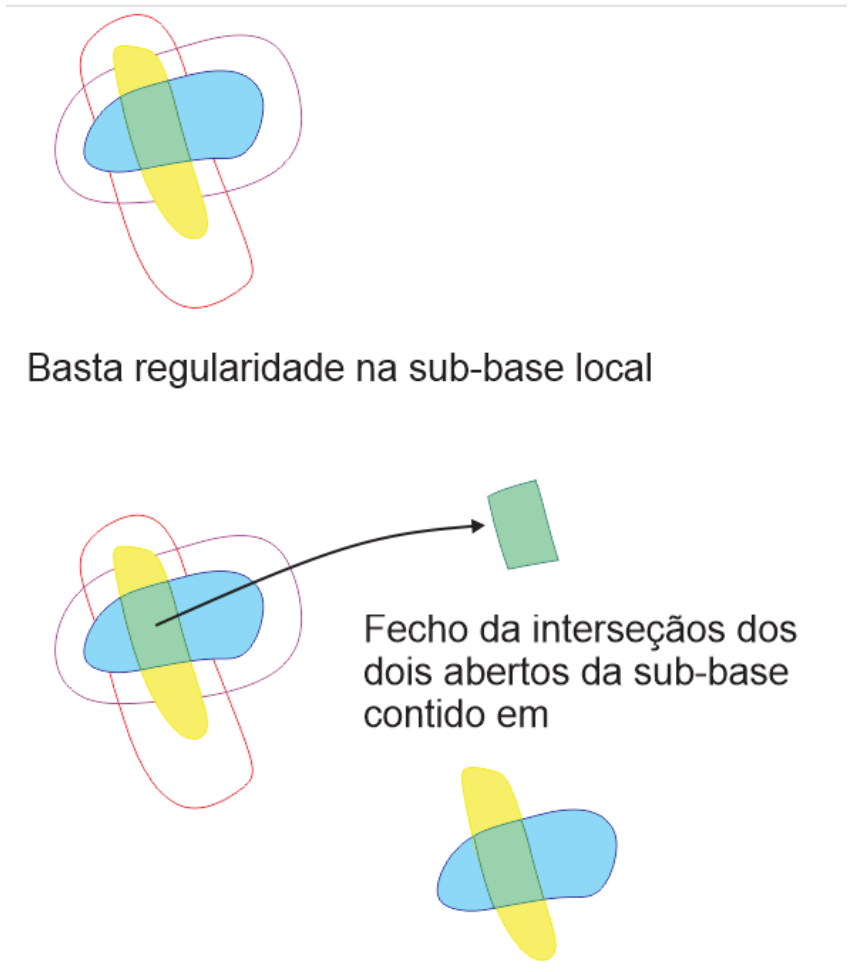 Basta regularidade na sub-base local
Fecho da interseçãos dos
dois abertos da sub-base
contido em